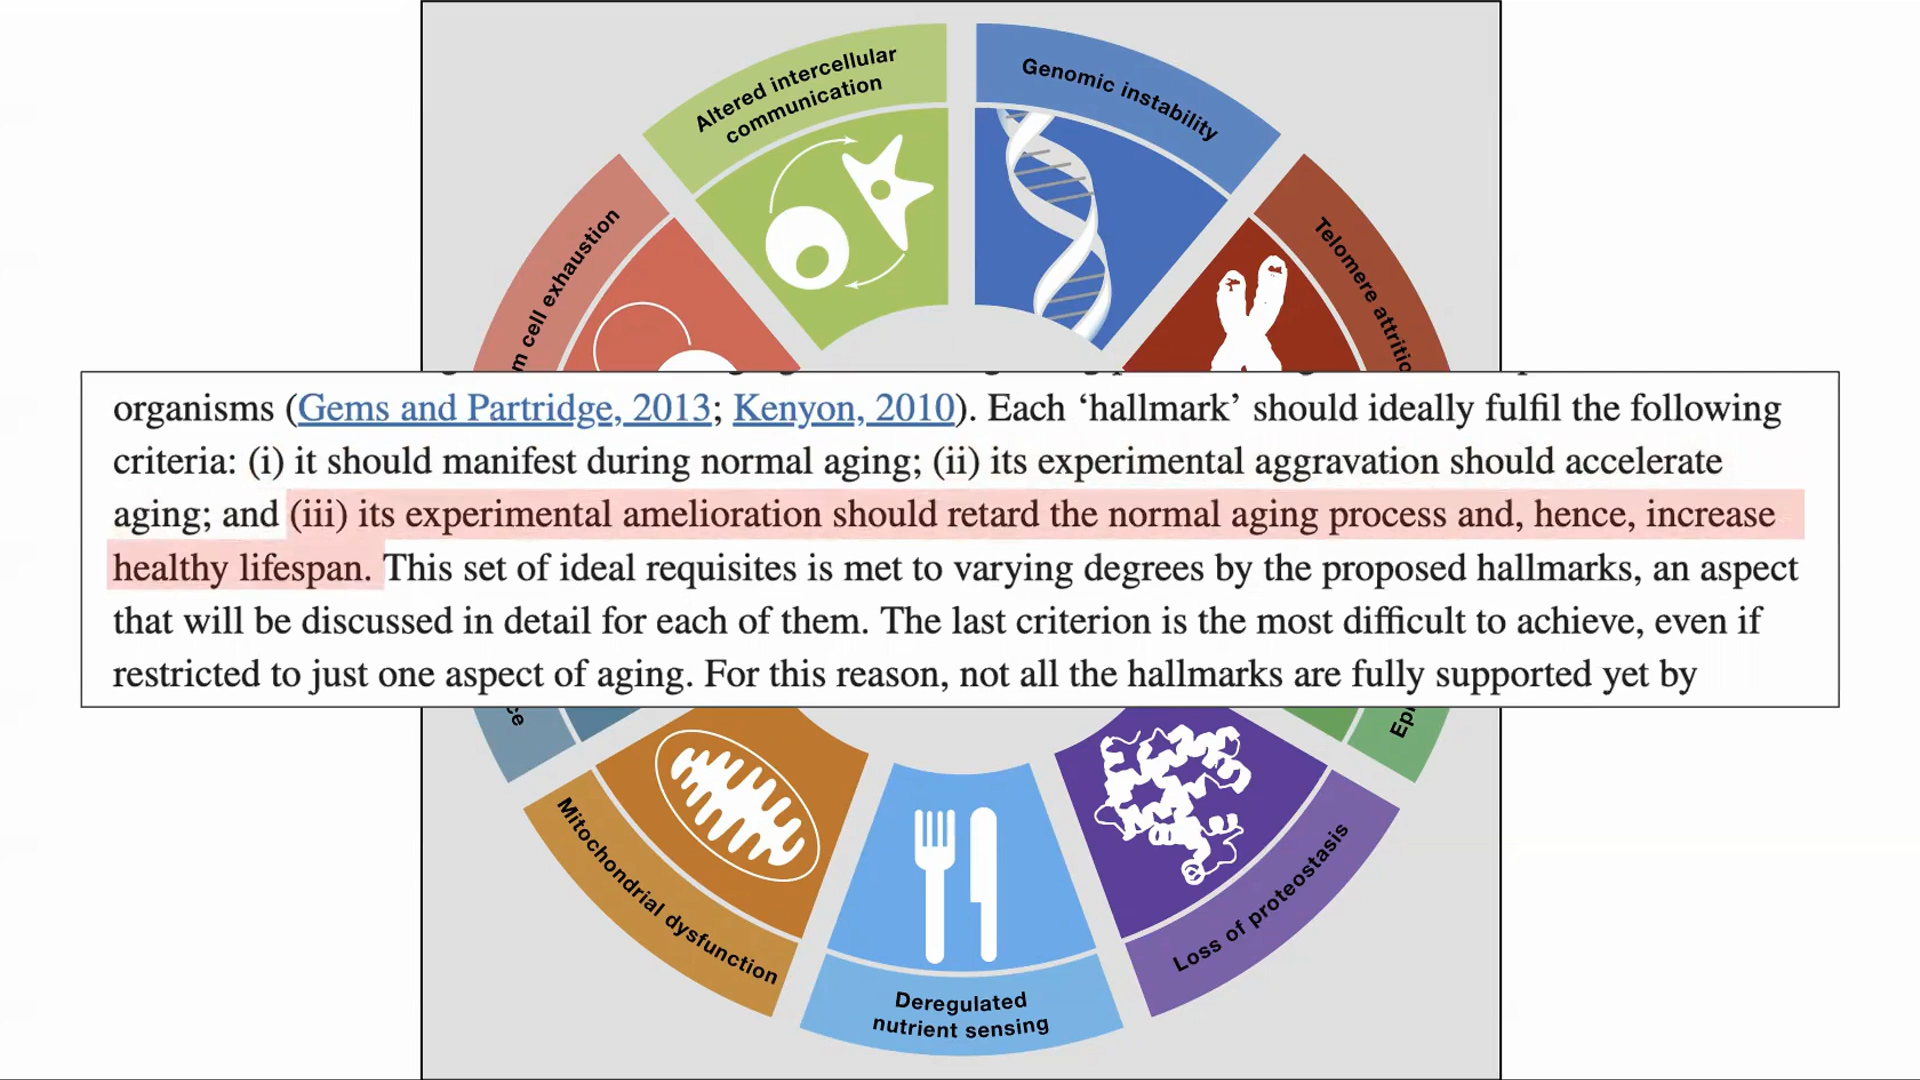 Altered intercellular
communication
Genomic instability
cell exhaustion
Telomere
organisms (Gems and Partridge, 2013; Kenyon, 2010). Each ‘hallmark’ should ideally fulfil the following
criteria: (i) it should manifest during normal aging; (ii) its experimental aggravation should accelerate
aging; and (iii) its experimental amelioration should retard the normal aging process and, hence, increase
healthy lifespan. This set of ideal requisites is met to varying degrees by the proposed hallmarks, an aspect
that will be discussed in detail for each of them. The last criterion is the most difficult to achieve, even if
restricted to just one aspect of aging. For this reason, not all the hallmarks are fully supported yet by
Mitochondrial dysfunction
Deregulated
nutrient sensing
Loss of proteostasis